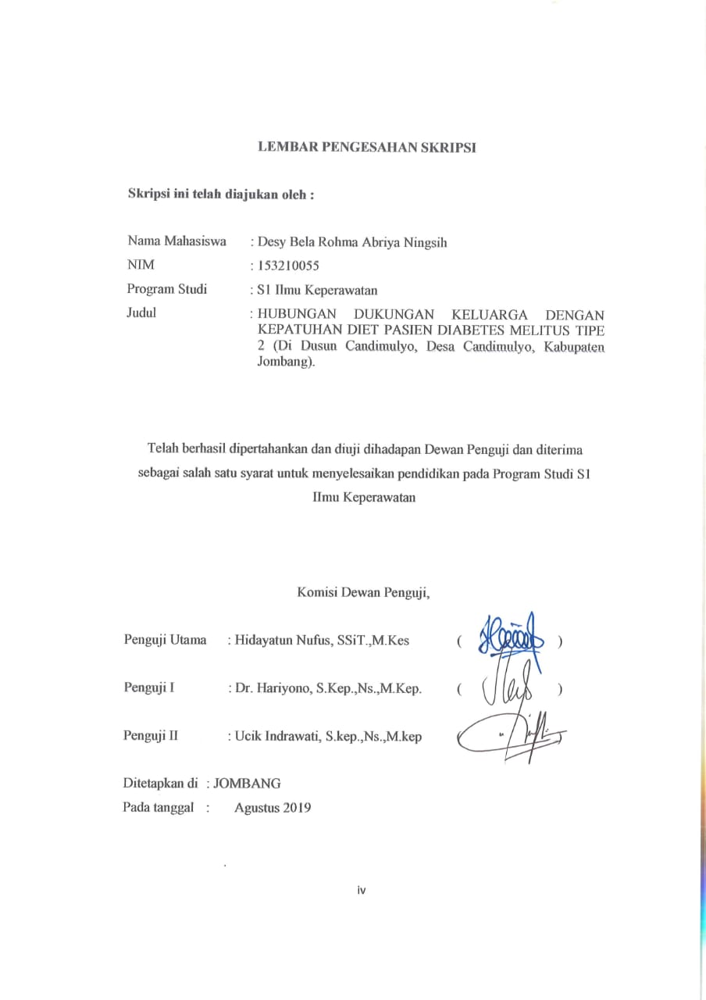 LEMBAR PENGESAHAN SKRIPSI
Skripsi ini telah diajukan oleh :
Nama Mahasiswa : Desy Bela Rohma Abriya Ningsih
NIM : 153210055
Program Studi : S1 Ilmu Keperawatan
Judul : HUBUNGAN DUKUNGAN KELUARGA DENGAN
KEPATUHAN DIET PASIEN DIABETES MELITUS TIPE
2 (Di Dusun Candimulyo, Desa Candimulyo, Kabupaten
Jombang).
Telah berhasil dipertahankan dan diuji dihadapan Dewan Penguji dan diterima
sebagai salah satu syarat untuk menyelesaikan pendidikan pada Program Studi S1
IImu Keperawatan
Komisi Dewan Penguji,
Penguji Utama : Hidayatun Nufus, SSiT.,M.Kes ( )
Penguji I : Dr. Hariyono, S.Kep.,Ns.,M.Kep. ( )
Penguji II : Ucik Indrawati, S.kep.,Ns.,M.kep
Ditetapkan di : JOMBANG
Pada tanggal : Agustus 2019
iv